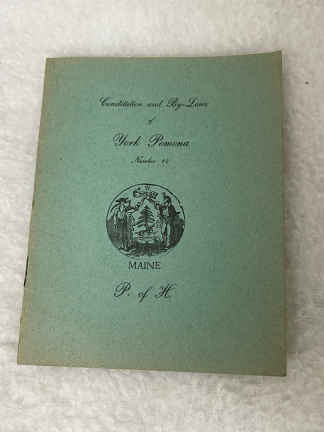 Constitution and By-Laws
of
York Pomona
Number
MAINE
P. of H.